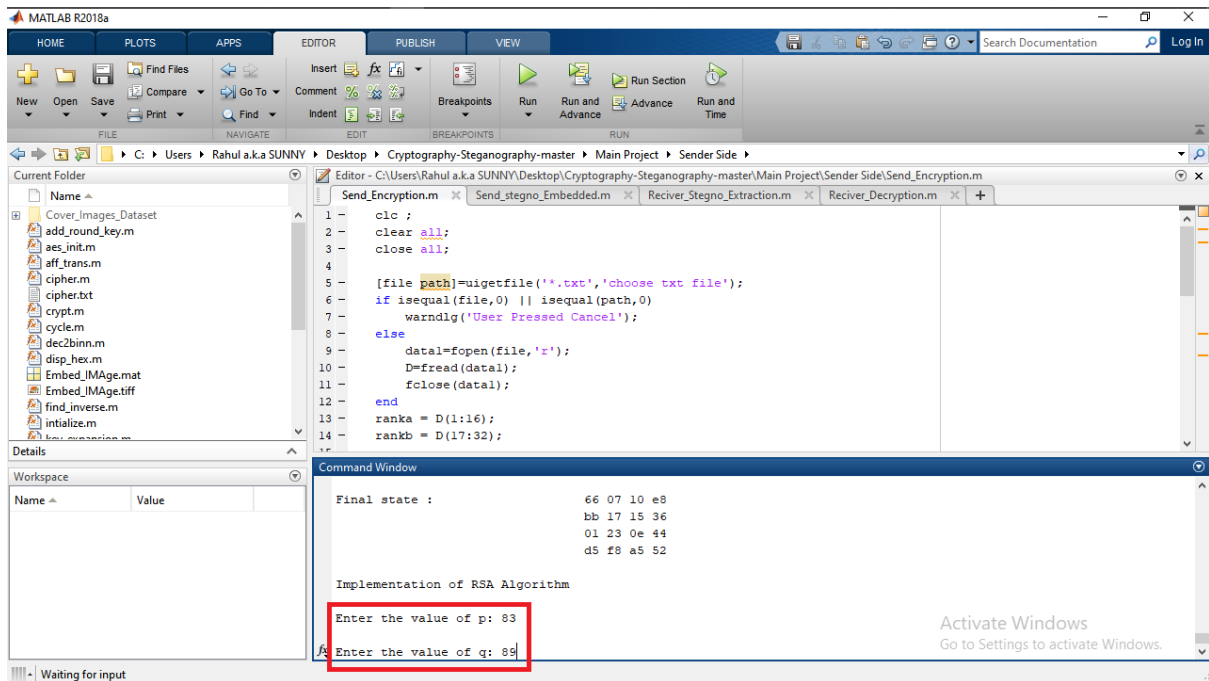 MATLAB R2018a
HOME PLOTS APPS EDITOR PUBLISH VIEW Search Documentation Log In
New Open Save Find Files Compare Print Go To Find Insert Comment Indent Breakpoints Run Run and Advance Run Section Advance Run and Time
FILE NAVIGATE EDIT BREAKPOINTS RUN
C: Users Rahul a.k.a SUNNY Desktop Cryptography-Steganography-master Main Project Sender Side
Current Folder
Name
Cover_Images_Dataset
add_round_key.m
aes_init.m
aff_trans.m
cipher.m
cipher.txt
crypt.m
cycle.m
dec2binn.m
disp_hex.m
Embed_IMAge.mat
Embed_IMAge.tiff
find_inverse.m
intialize.m
key_expansion.m
Details
Workspace
Name Value
Editor - C:\Users\Rahul a.k.a SUNNY\Desktop\Cryptography-Steganography-master\Main Project\Sender Side\Send_Encryption.m
Send_Encryption.m Send_stegno_Embedded.m Reciver_Stegno_Extraction.m Reciver_Decryption.m
1 - clc ;
2 - clear all;
3 - close all;
4
5 - [file path]=uigetfile('*.txt','choose txt file');
6 - if isequal(file,0) || isequal(path,0)
7 - warndlg('User Pressed Cancel');
8 - else
9 - data1=fopen(file,'r');
10 - D=fread(data1);
11 - fclose(data1);
12 - end
13 - ranka = D(1:16);
14 - rankb = D(17:32);
15
Command Window
Final state : 66 07 10 e8
bb 17 15 36
01 23 0e 44
d5 f8 a5 52
Implementation of RSA Algorithm
Enter the value of p: 83
fx Enter the value of q: 89
Activate Windows
Go to Settings to activate Windows.
Waiting for input